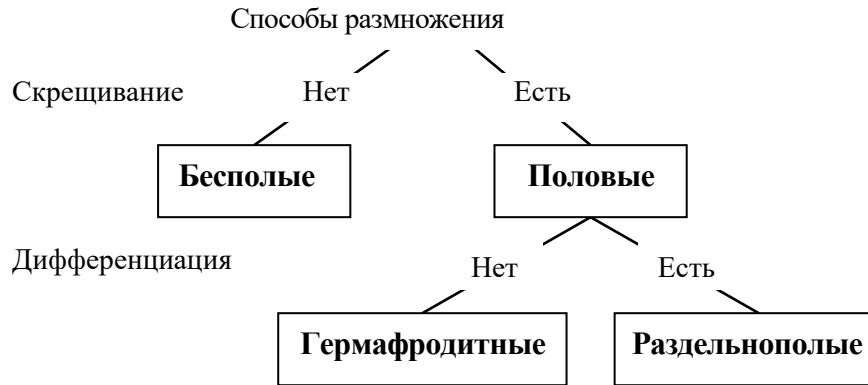 Способы размножения
Скрещивание Нет Есть
Бесполые Половые
Дифференциация Нет Есть
Гермафродитные Раздельнополые